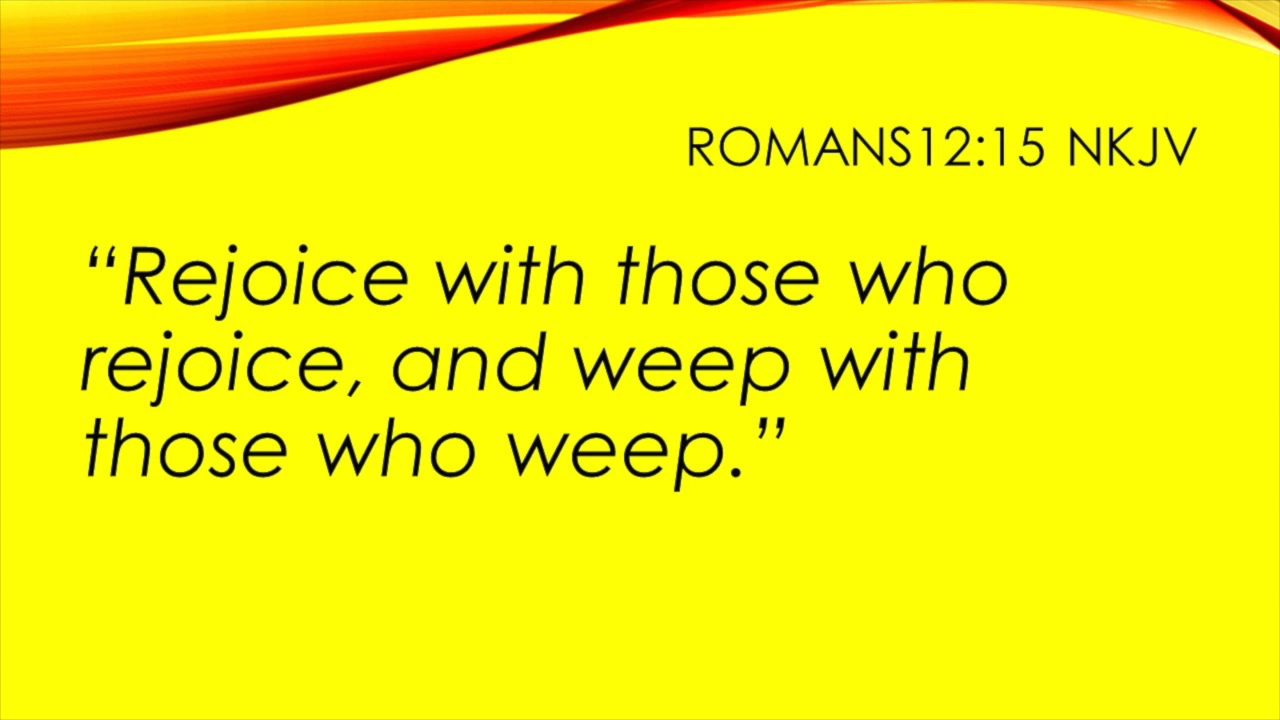 ROMANS12:15 NKJV
“Rejoice with those who
rejoice, and weep with
those who weep.”